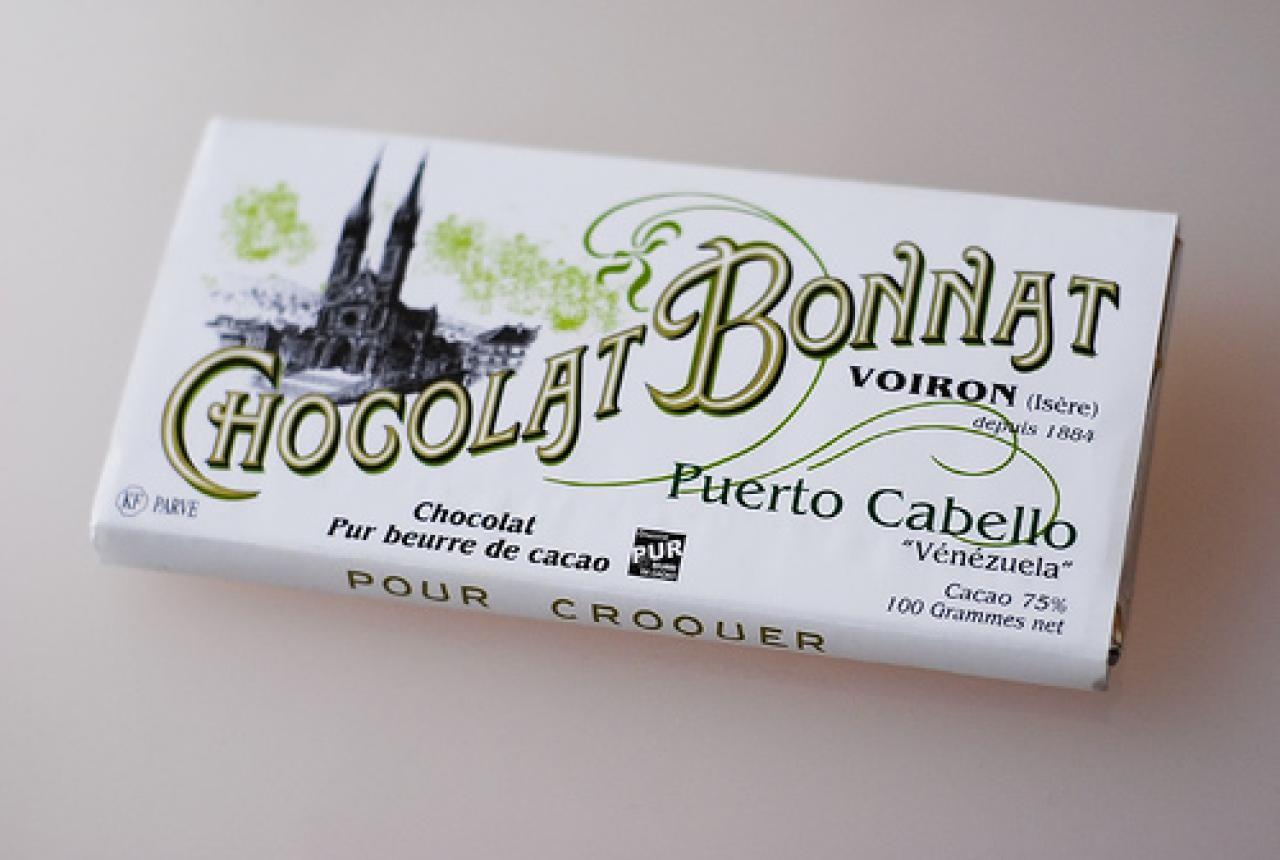 CHOCOLAT BONNAT
VOIRON (Isère)
depuis 1884
Puerto Cabello
"Vénézuela"
Cacao 75%
100 Grammes net
KF PARVE
Chocolat
Pur beurre de cacao
PUR
POUR CROQUER